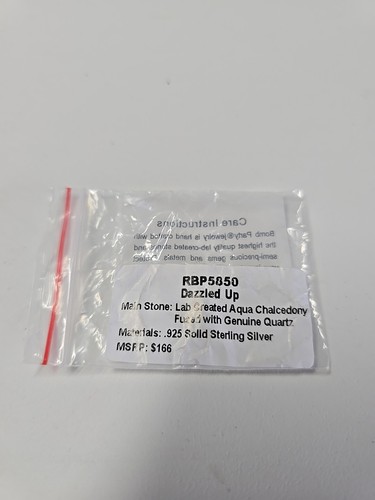 Care Instructions
Bomb Party® jewelry is hand coated with
the highest quality lab-created stones and
semi-precious gems and metals. Protect
RBP5850
Dazzled Up
Main Stone: Lab Created Aqua Chalcedony
Fused with Genuine Quartz
Materials: .925 Solid Sterling Silver
MSRP: $166